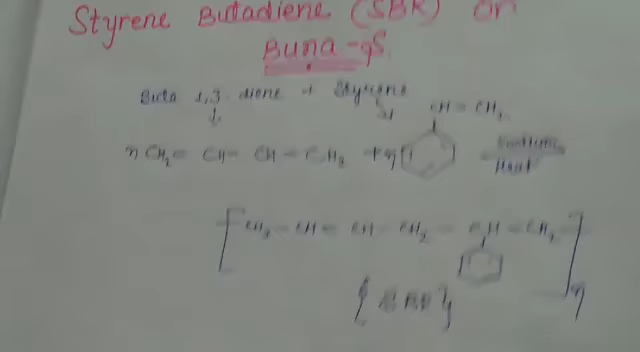 Styrene Butadiene (SBR) or
Buna-S
Buta 1,3 diene + Styrene
CH = CH2
n CH2 = CH - CH = CH2 + n
Heat
CH2 - CH = CH - CH2 - CH - CH2
n
{SBR}